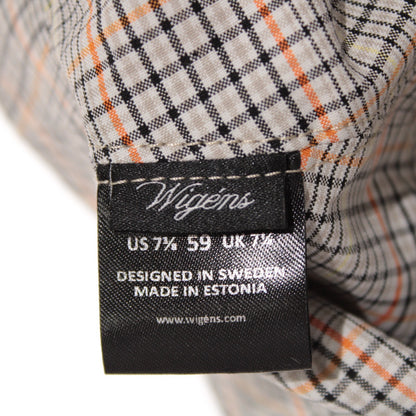 Wigéns
US 7⅜ 59 UK 7¼
DESIGNED IN SWEDEN
MADE IN ESTONIA
www.wigens.com